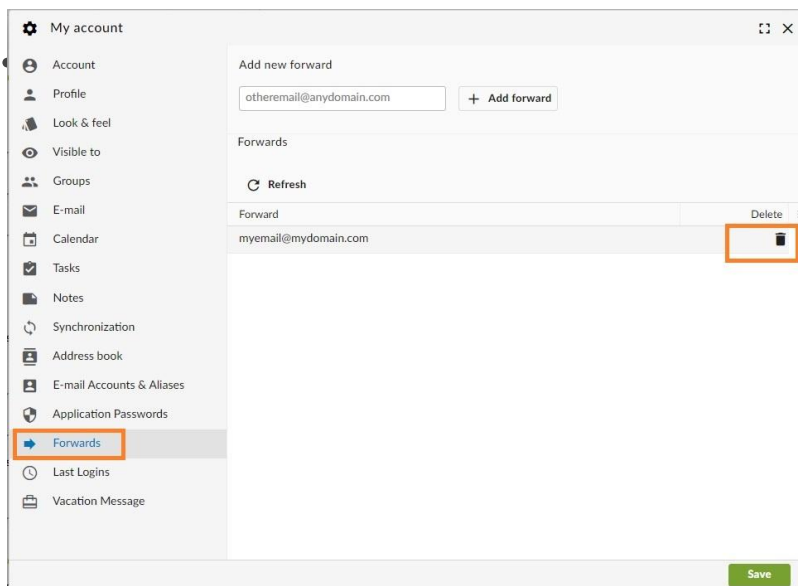 My account
Account
Profile
Look & feel
Visible to
Groups
E-mail
Calendar
Tasks
Notes
Synchronization
Address book
E-mail Accounts & Aliases
Application Passwords
Forwards
Last Logins
Vacation Message
Add new forward
otheremail@anydomain.com
+ Add forward
Forwards
Refresh
Forward Delete
myemail@mydomain.com
Save